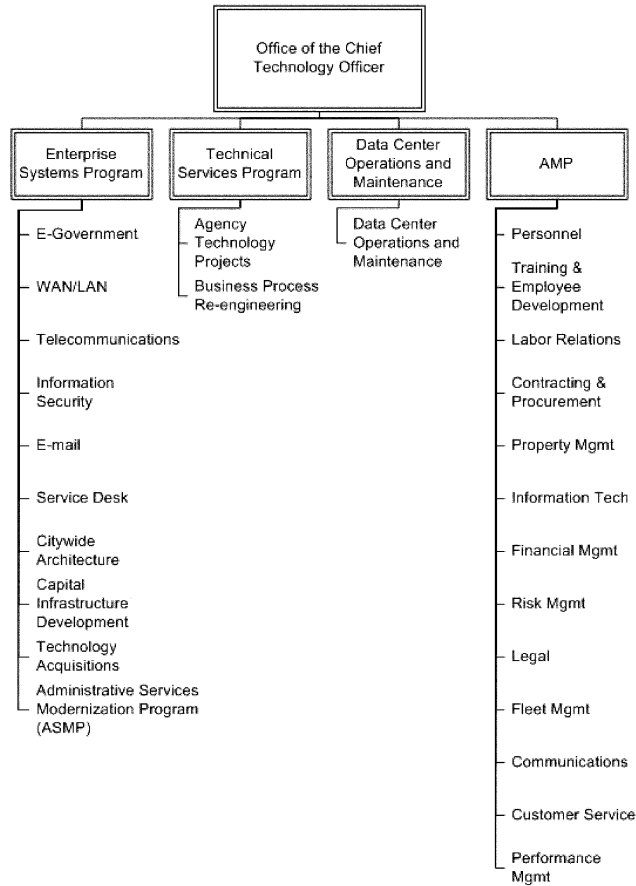 Office of the Chief
Technology Officer
Enterprise
Systems Program
Technical
Services Program
Data Center
Operations and
Maintenance
AMP
E-Government
WAN/LAN
Telecommunications
Information
Security
E-mail
Service Desk
Citywide
Architecture
Capital
Infrastructure
Development
Technology
Acquisitions
Administrative Services
Modernization Program
(ASMP)
Agency
Technology
Projects
Business Process
Re-engineering
Data Center
Operations and
Maintenance
Personnel
Training &
Employee
Development
Labor Relations
Contracting &
Procurement
Property Mgmt
Information Tech
Financial Mgmt
Risk Mgmt
Legal
Fleet Mgmt
Communications
Customer Service
Performance
Mgmt